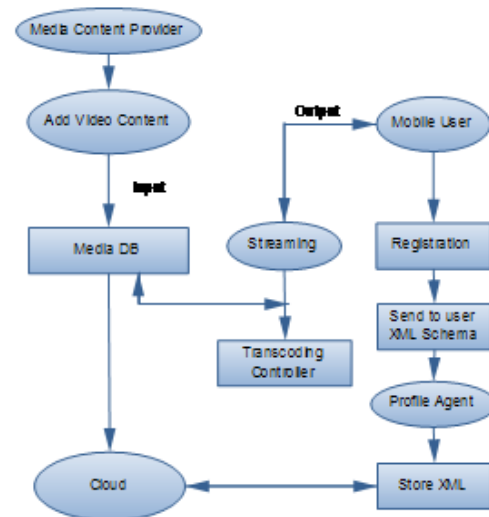 Media Content Provider
Add Video Content
Output
Mobile User
Input
Media DB
Streaming
Registration
Send to user
XML Schema
Transcoding
Controller
Profile Agent
Cloud
Store XML